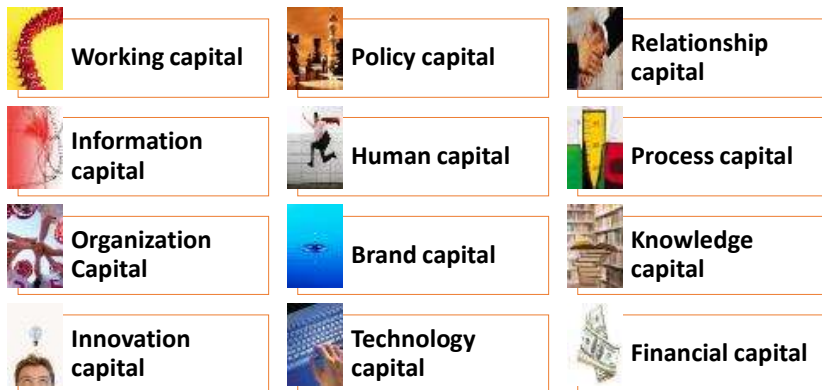 Working capital
Policy capital
Relationship
capital
Information
capital
Human capital
Process capital
Organization
Capital
Brand capital
Knowledge
capital
Innovation
capital
Technology
capital
Financial capital